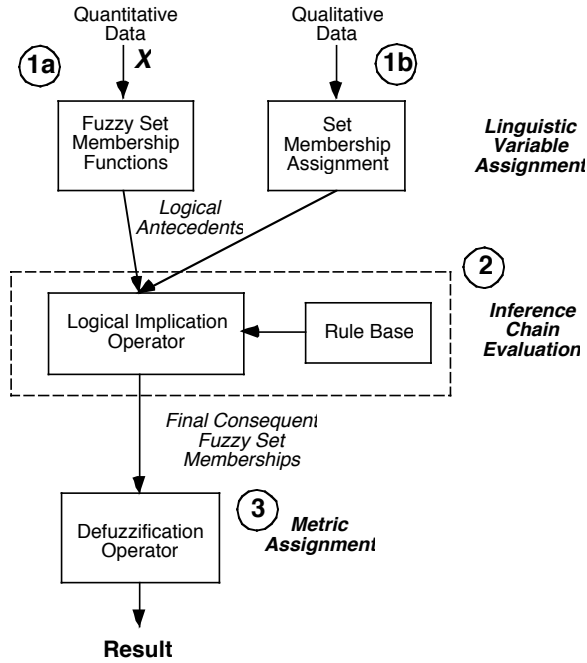 Quantitative
Data
Qualitative
Data
1a
X
1b
Fuzzy Set
Membership
Functions
Set
Membership
Assignment
Linguistic
Variable
Assignment
Logical
Antecedents
2
Logical Implication
Operator
Rule Base
Inference
Chain
Evaluation
Final Consequent
Fuzzy Set
Memberships
3
Defuzzification
Operator
Metric
Assignment
Result